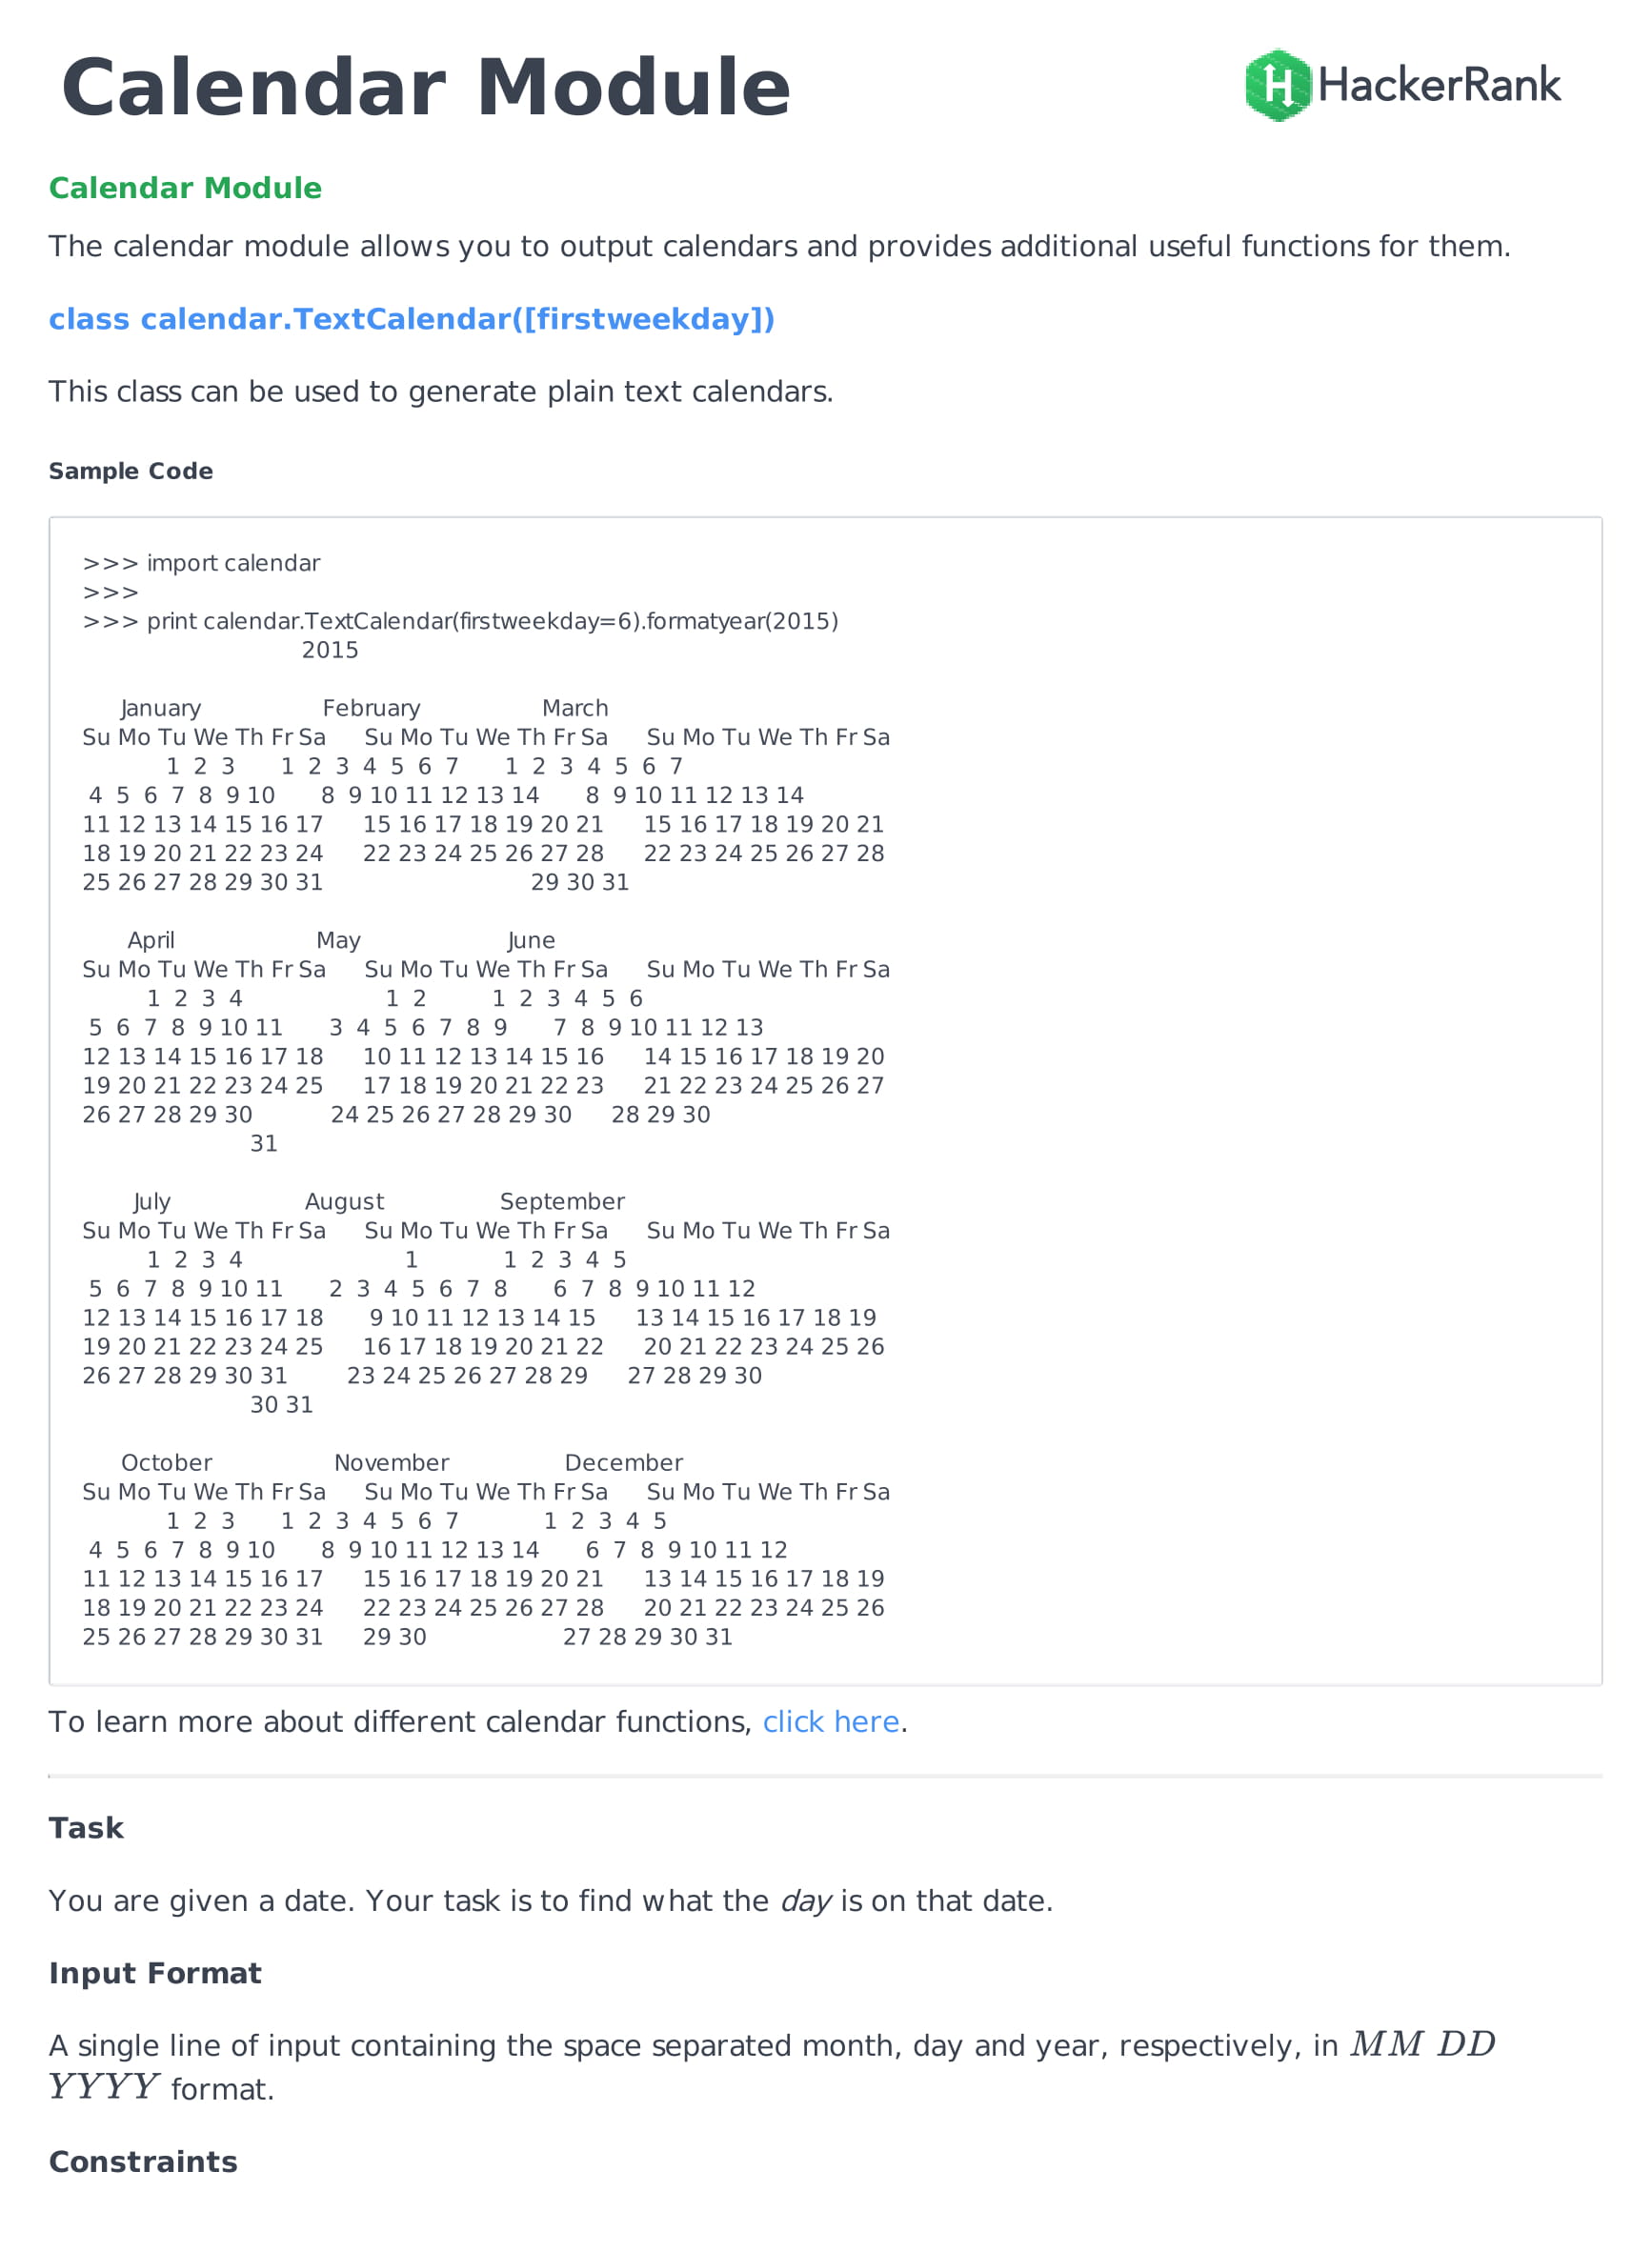 Calendar Module
HackerRank
Calendar Module
The calendar module allows you to output calendars and provides additional useful functions for them.
class calendar.TextCalendar([firstweekday])
This class can be used to generate plain text calendars.
Sample Code
>>> import calendar
>>>
>>> print calendar.TextCalendar(firstweekday=6).formatyear(2015)
2015
January February March
Su Mo Tu We Th Fr Sa Su Mo Tu We Th Fr Sa Su Mo Tu We Th Fr Sa
1 2 3 1 2 3 4 5 6 7 1 2 3 4 5 6 7
4 5 6 7 8 9 10 8 9 10 11 12 13 14 8 9 10 11 12 13 14
11 12 13 14 15 16 17 15 16 17 18 19 20 21 15 16 17 18 19 20 21
18 19 20 21 22 23 24 22 23 24 25 26 27 28 22 23 24 25 26 27 28
25 26 27 28 29 30 31 29 30 31
April May June
Su Mo Tu We Th Fr Sa Su Mo Tu We Th Fr Sa Su Mo Tu We Th Fr Sa
1 2 3 4 1 2 1 2 3 4 5 6
5 6 7 8 9 10 11 3 4 5 6 7 8 9 7 8 9 10 11 12 13
12 13 14 15 16 17 18 10 11 12 13 14 15 16 14 15 16 17 18 19 20
19 20 21 22 23 24 25 17 18 19 20 21 22 23 21 22 23 24 25 26 27
26 27 28 29 30 24 25 26 27 28 29 30 28 29 30
31
July August September
Su Mo Tu We Th Fr Sa Su Mo Tu We Th Fr Sa Su Mo Tu We Th Fr Sa
1 2 3 4 1 1 2 3 4 5
5 6 7 8 9 10 11 2 3 4 5 6 7 8 6 7 8 9 10 11 12
12 13 14 15 16 17 18 9 10 11 12 13 14 15 13 14 15 16 17 18 19
19 20 21 22 23 24 25 16 17 18 19 20 21 22 20 21 22 23 24 25 26
26 27 28 29 30 31 23 24 25 26 27 28 29 27 28 29 30
30 31
October November December
Su Mo Tu We Th Fr Sa Su Mo Tu We Th Fr Sa Su Mo Tu We Th Fr Sa
1 2 3 1 2 3 4 5 6 7 1 2 3 4 5
4 5 6 7 8 9 10 8 9 10 11 12 13 14 6 7 8 9 10 11 12
11 12 13 14 15 16 17 15 16 17 18 19 20 21 13 14 15 16 17 18 19
18 19 20 21 22 23 24 22 23 24 25 26 27 28 20 21 22 23 24 25 26
25 26 27 28 29 30 31 29 30 27 28 29 30 31
To learn more about different calendar functions, click here.
Task
You are given a date. Your task is to find what the day is on that date.
Input Format
A single line of input containing the space separated month, day and year, respectively, in MM DD
YYYY format.
Constraints